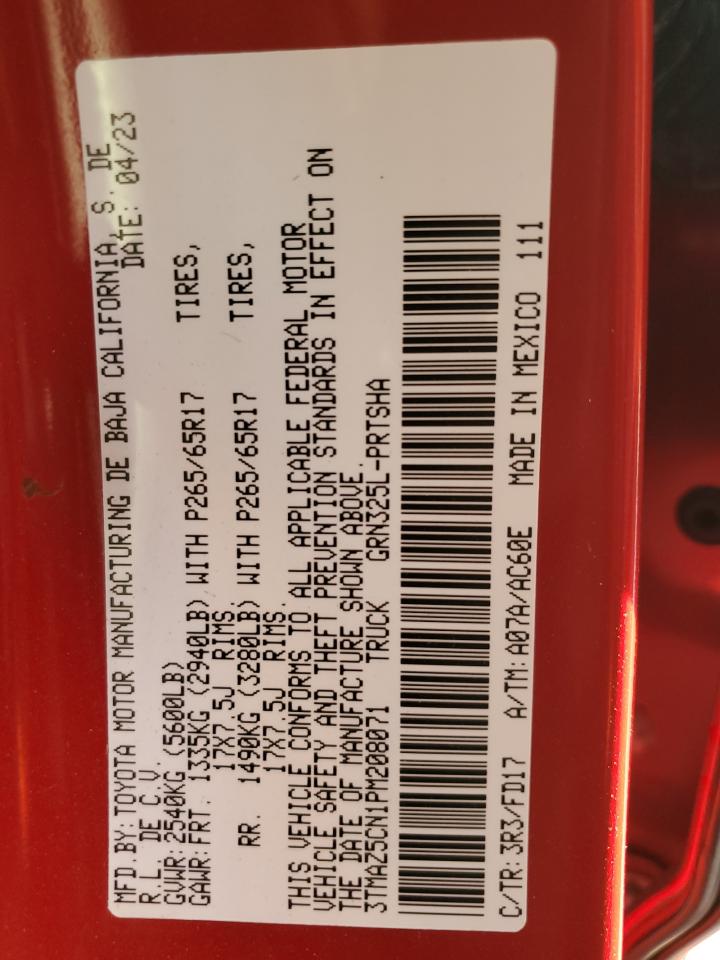 MFD.BY:TOYOTA MOTOR MANUFACTURING DE BAJA CALIFORNIA, S. DE
R.L. DE C.V. DATE: 04/23
GVWR:2540KG (5600LB)
GAWR:FRT. 1335KG (2940LB) WITH P265/65R17 TIRES,
17X7.5J RIMS.
RR. 1490KG (3280LB) WITH P265/65R17 TIRES,
17X7.5J RIMS.
THIS VEHICLE CONFORMS TO ALL APPLICABLE FEDERAL MOTOR
VEHICLE SAFETY AND THEFT PREVENTION STANDARDS IN EFFECT ON
THE DATE OF MANUFACTURE SHOWN ABOVE.
3TMAZ5CN1PM208071 TRUCK GRN325L-PRTSHA
C/TR:3R3/FD17 A/TM:A07A/AC60E MADE IN MEXICO 111